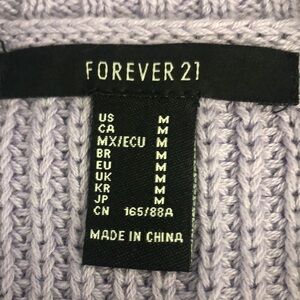 FOREVER 21
US M
CA M
MX/ECU M
BR M
EU M
UK M
KR M
JP M
CN 165/88A
MADE IN CHINA